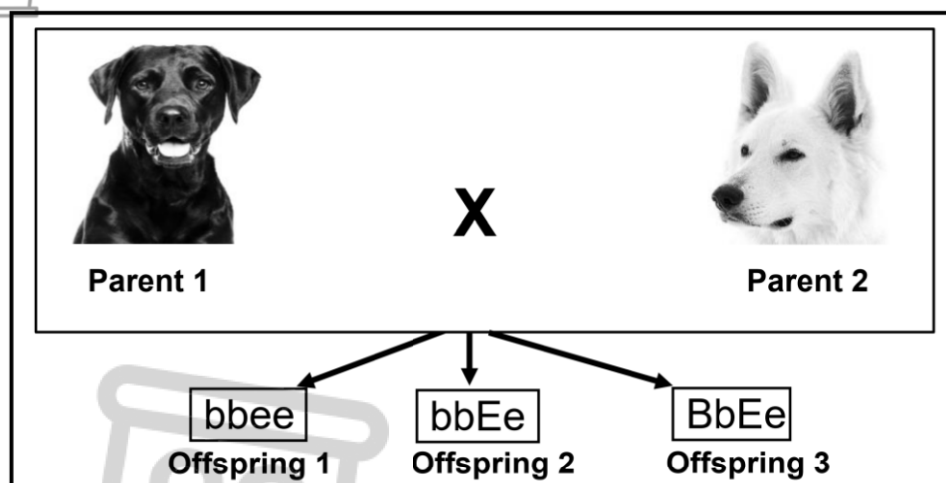 X
Parent 1 Parent 2
bbee bbEe BbEe
Offspring 1 Offspring 2 Offspring 3